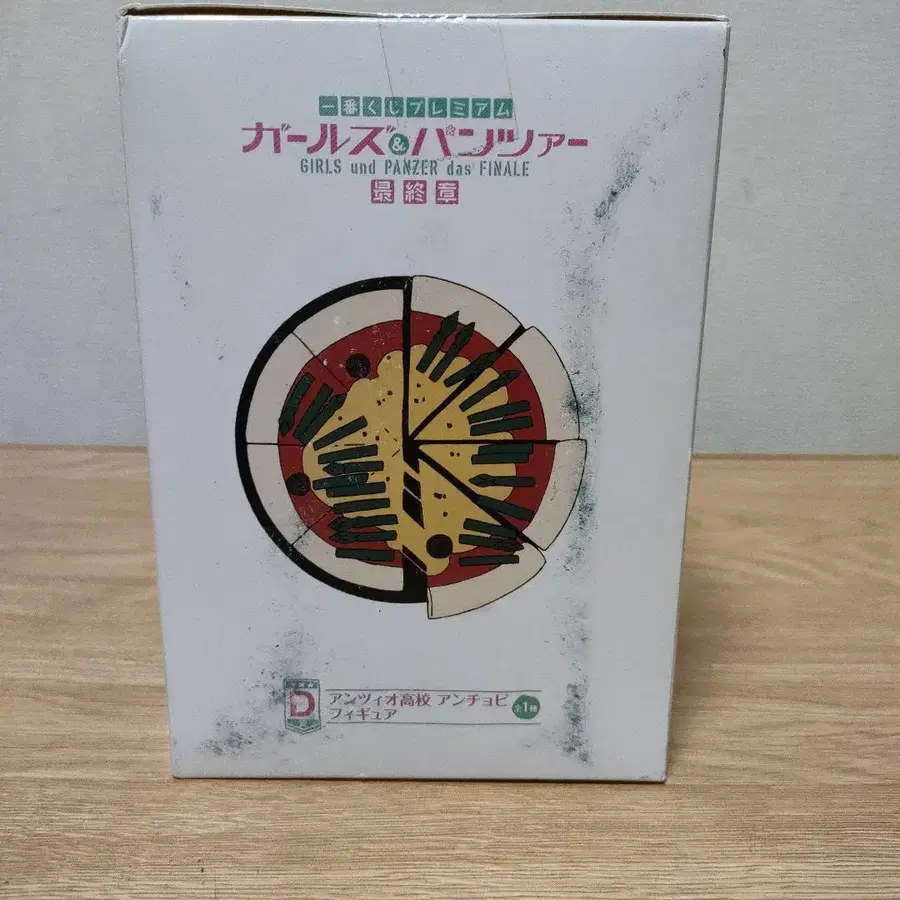 一番くじプレミアム
ガールズ&パンツァー
GIRLS und PANZER das FINALE
最終章
D アンツィオ高校 アンチョビ
フィギュア 全1種